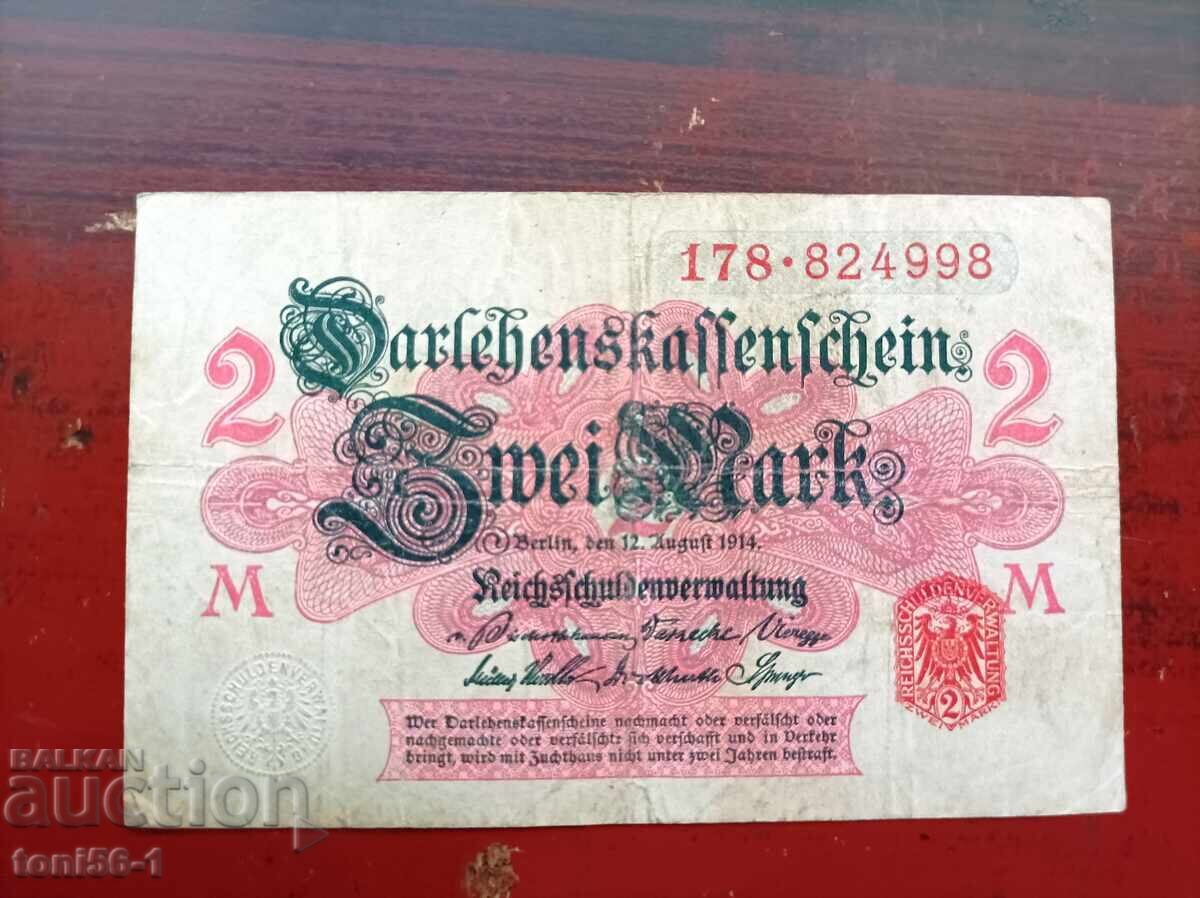 178·824998
Darlehenskassenschein
2 2
Zwei Mark
Berlin, den 12. August 1914.
Reichsschuldenverwaltung
M M
REICHSSCHULDENVERWALTUNG
2
ZWEI MARK
Wer Darlehenskassenscheine nachmacht oder verfälscht oder
nachgemachte oder verfälschte sich verschafft und in Verkehr
bringt, wird mit Zuchthaus nicht unter zwei Jahren bestraft.
REICHSSCHULDENVERWALTUNG
BALKAN
auction
toni56-1